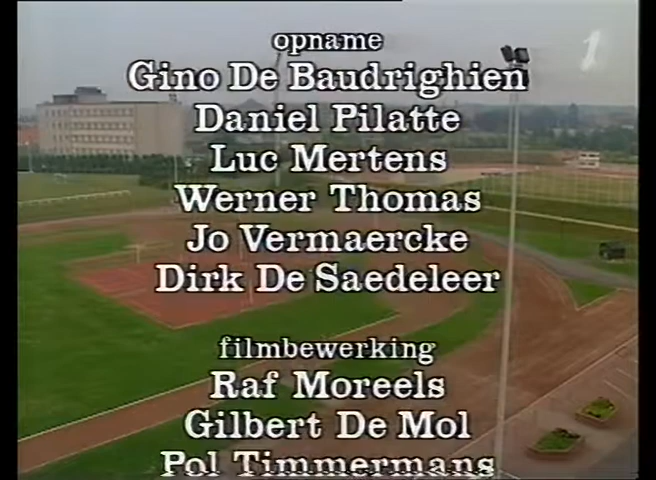 opname
1
Gino De Baudrighien
Daniel Pilatte
Luc Mertens
Werner Thomas
Jo Vermaercke
Dirk De Saedeleer
filmbewerking
Raf Moreels
Gilbert De Mol
Pol Timmermans